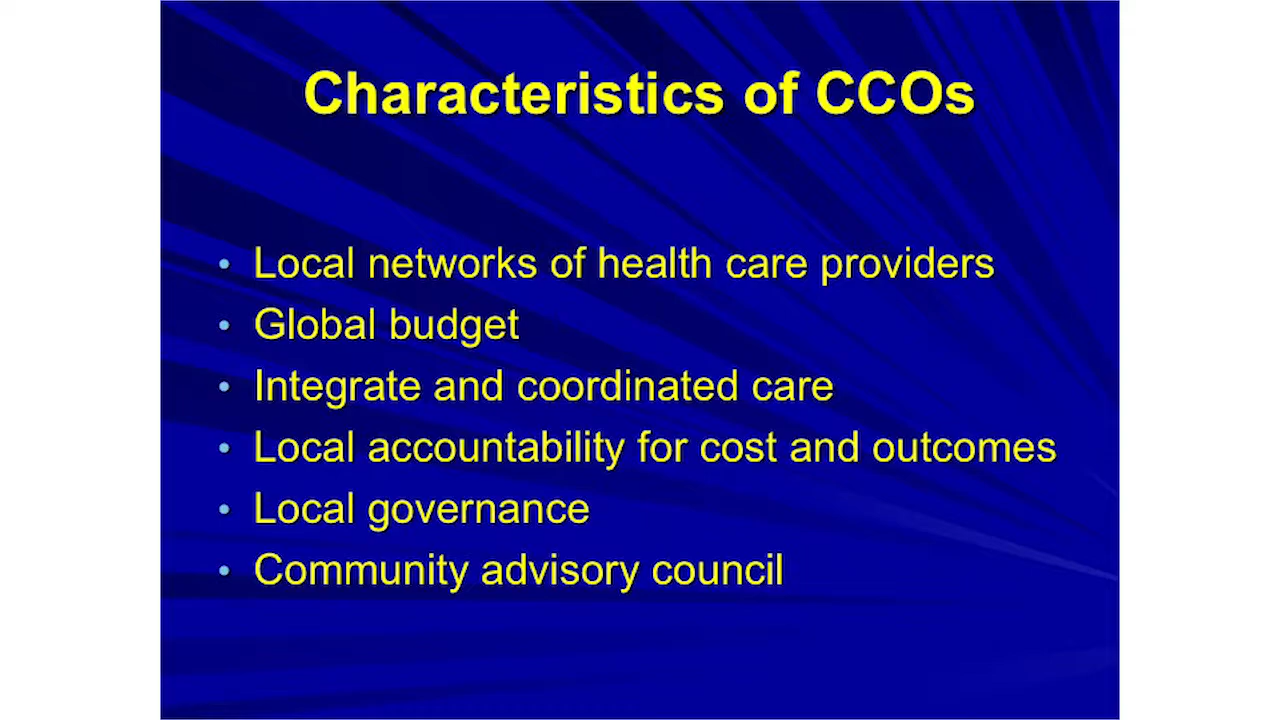 Characteristics of CCOs
• Local networks of health care providers
• Global budget
• Integrate and coordinated care
• Local accountability for cost and outcomes
• Local governance
• Community advisory council